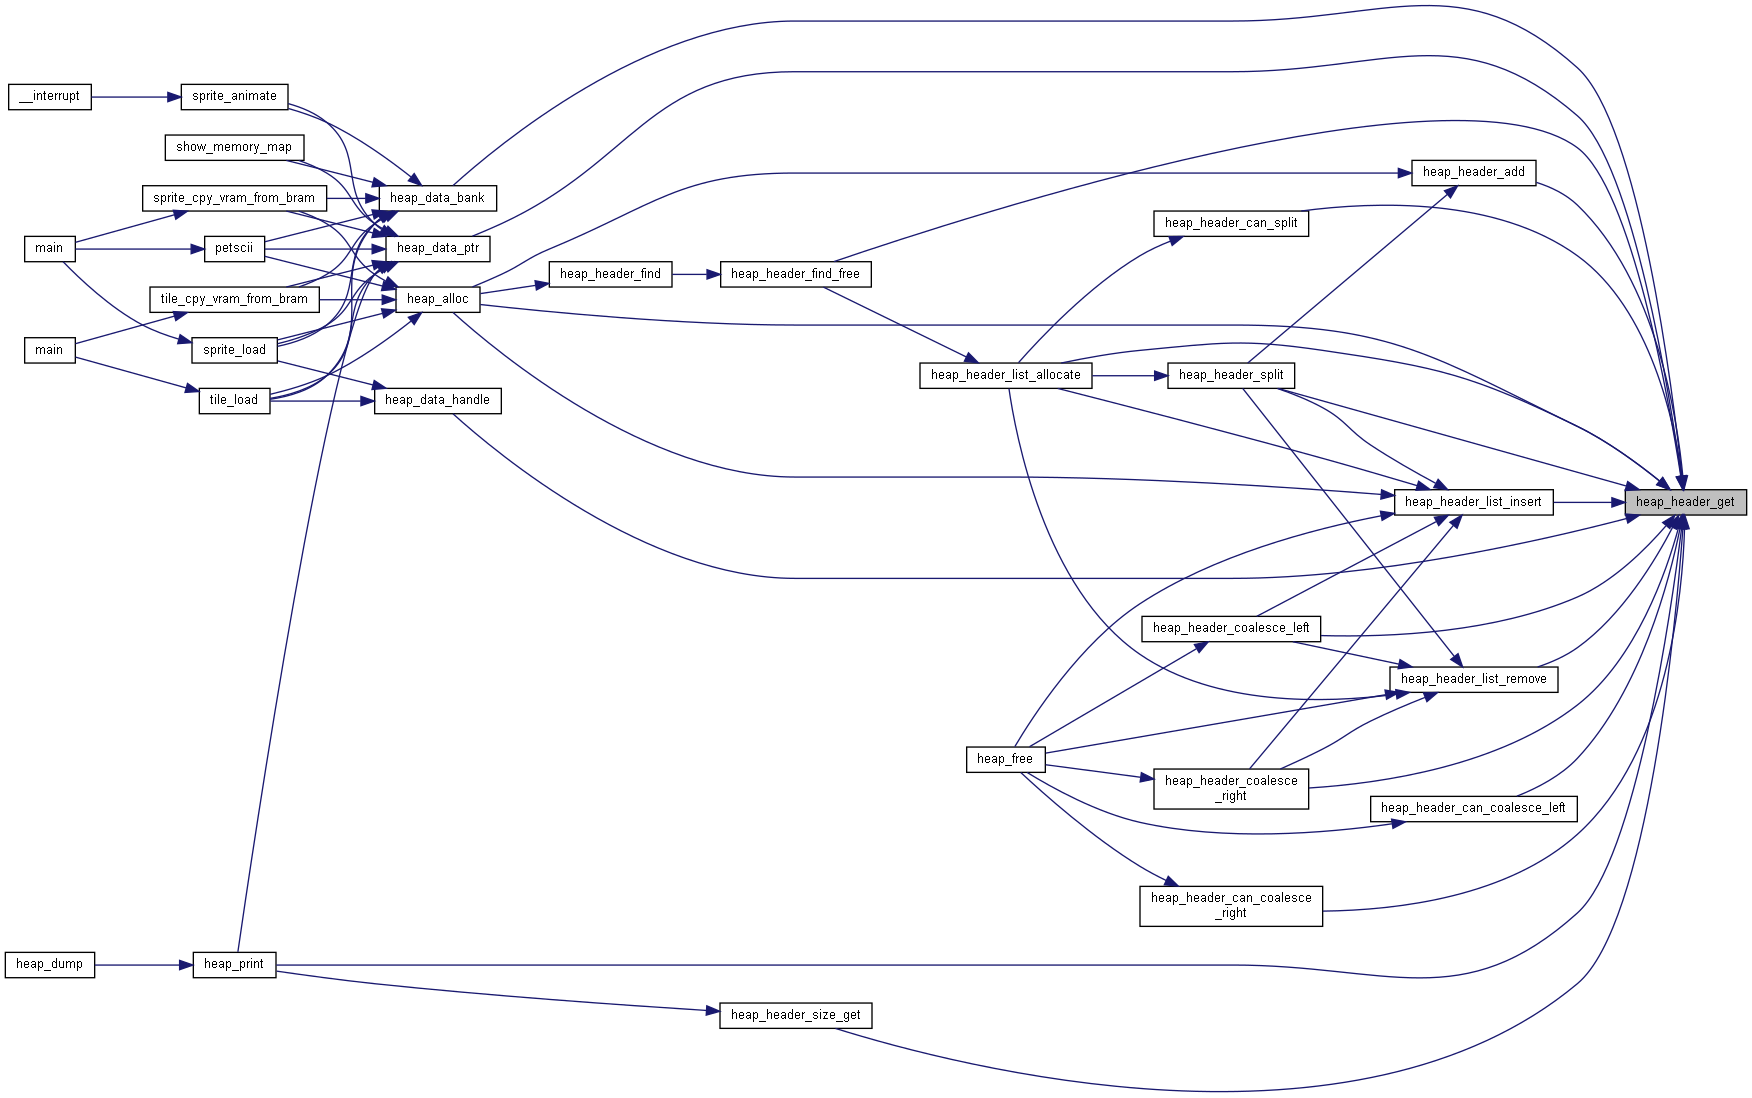 __interrupt
sprite_animate
show_memory_map
sprite_cpy_vram_from_bram
heap_data_bank
main
petscii
heap_data_ptr
tile_cpy_vram_from_bram
heap_alloc
heap_header_find
heap_header_find_free
heap_header_add
heap_header_can_split
main
sprite_load
tile_load
heap_data_handle
heap_header_list_allocate
heap_header_split
heap_header_list_insert
heap_header_get
heap_header_coalesce_left
heap_header_list_remove
heap_free
heap_header_coalesce
_right
heap_header_can_coalesce_left
heap_header_can_coalesce
_right
heap_dump
heap_print
heap_header_size_get